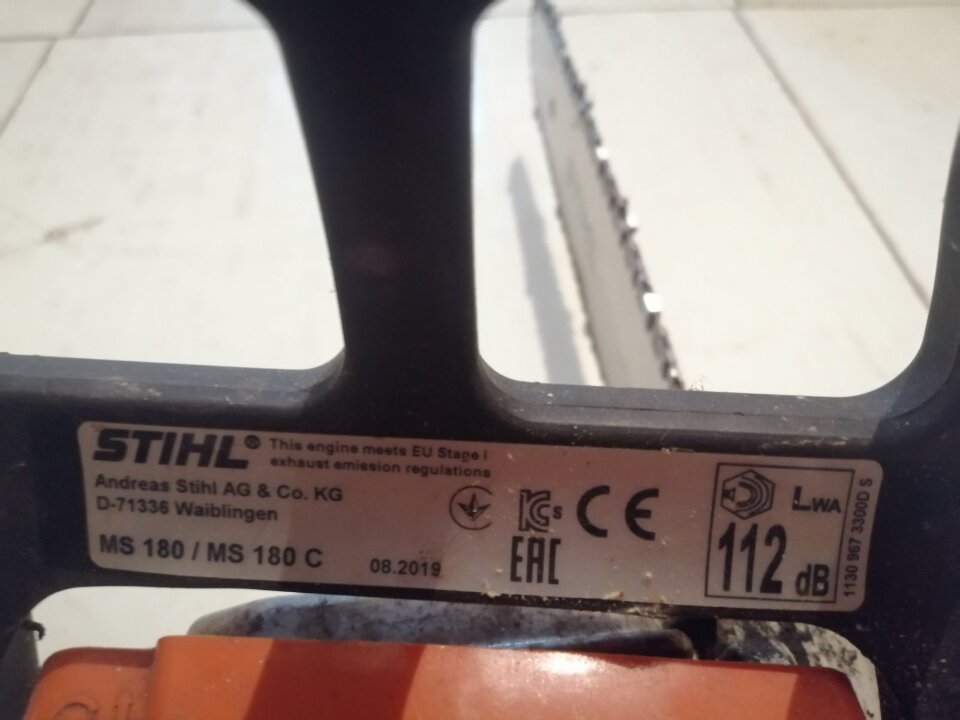 STIHL® This engine meets EU Stage I
exhaust emission regulations
Andreas Stihl AG & Co. KG
D-71336 Waiblingen
MS 180 / MS 180 C
08.2019
KCs
CE
EAC
LWA
112 dB
1130 967 3300D S